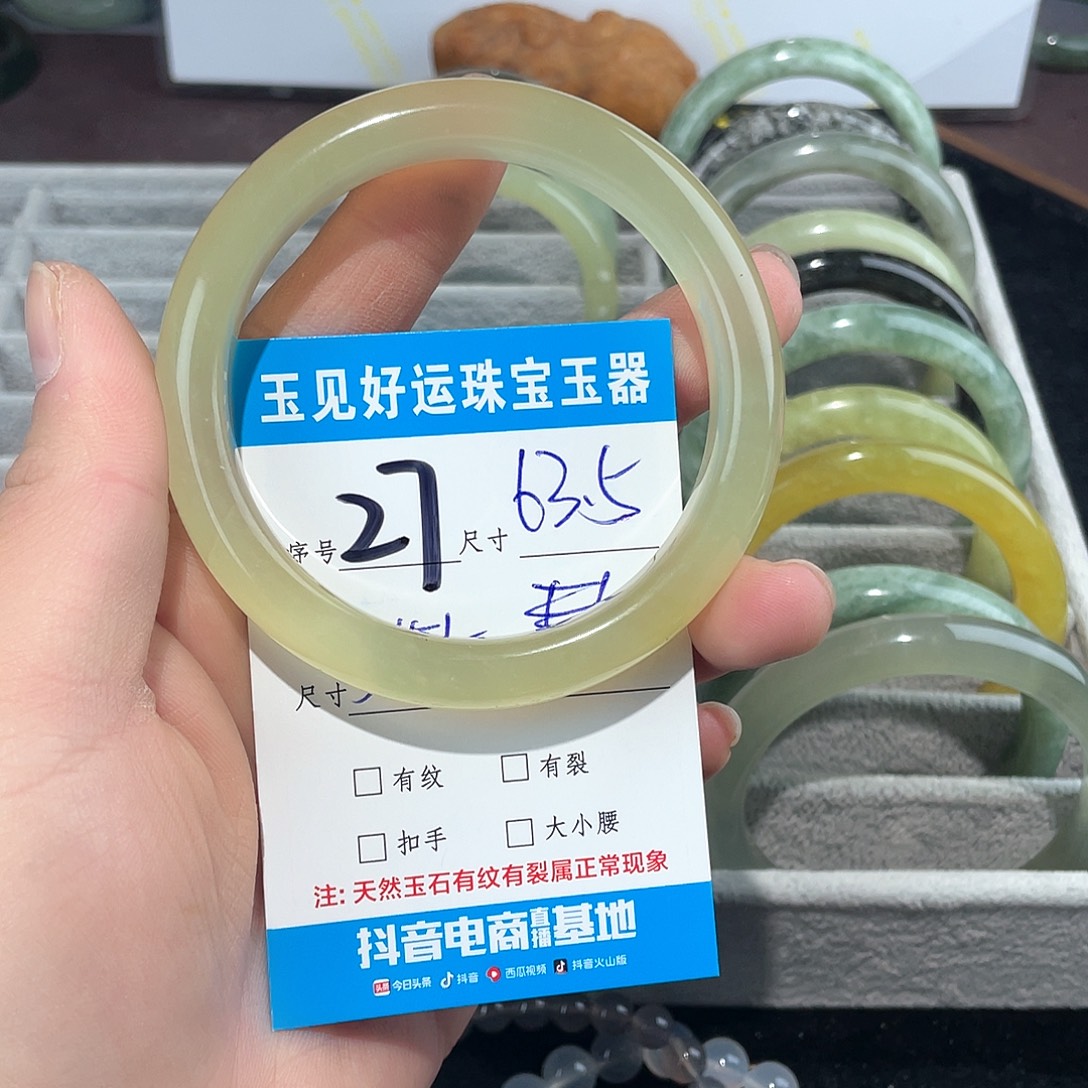 玉见好运珠宝玉器
序号 27 尺寸 63.5
尺寸
有纹 有裂
扣手 大小腰
注: 天然玉石有纹有裂属正常现象
抖音电商直播基地
头条 今日头条 抖音 西瓜视频 抖音火山版